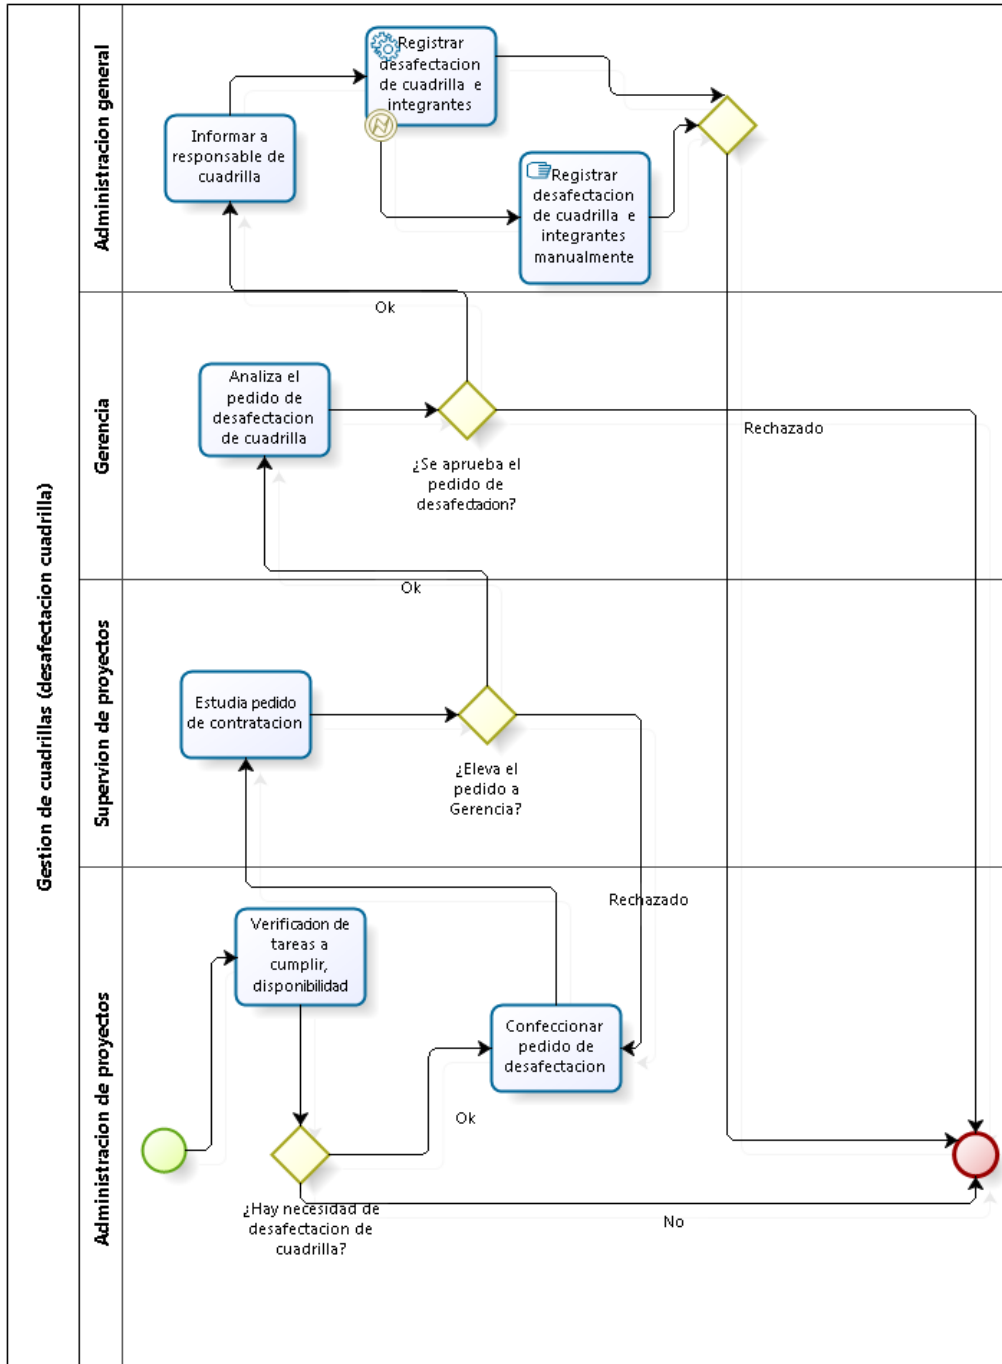 Gestion de cuadrillas (desafectacion cuadrilla)
Administracion general
Registrar
desafectacion
de cuadrilla e
integrantes
Informar a
responsable de
cuadrilla
Registrar
desafectacion
de cuadrilla e
integrantes
manualmente
Ok
Gerencia
Analiza el
pedido de
desafectacion
de cuadrilla
Rechazado
¿Se aprueba el
pedido de
desafectacion?
Ok
Supervion de proyectos
Estudia pedido
de contratacion
¿Eleva el
pedido a
Gerencia?
Rechazado
Administracion de proyectos
Verificacion de
tareas a
cumplir,
disponibilidad
Confeccionar
pedido de
desafectacion
Ok
¿Hay necesidad de
desafectacion de
cuadrilla?
No